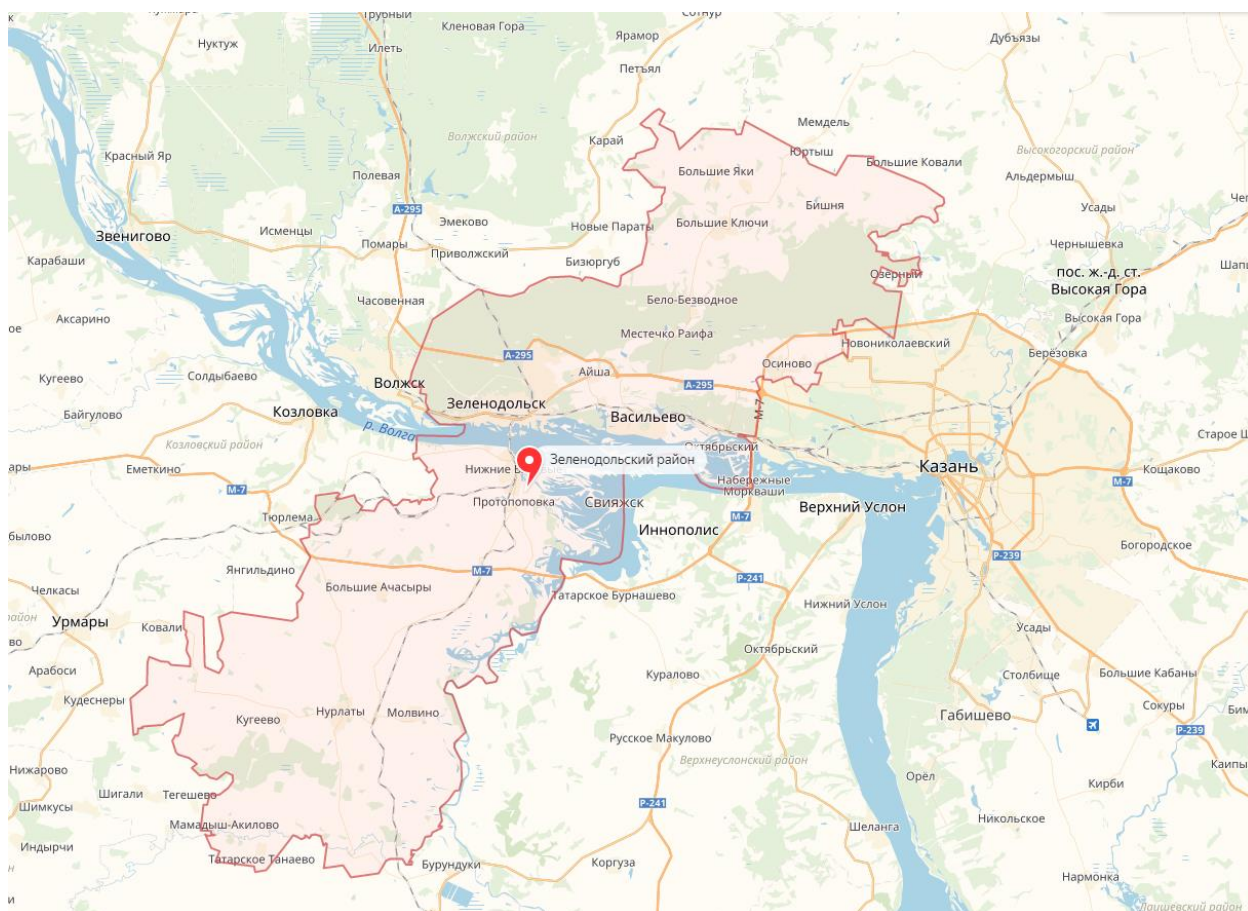 Трубный
Кленовая Гора
Сотнур
Нуктуж
Илеть
Ярамор
Дубъязы
Петъял
Волжский район
Карай
Мемдель
Юртыш
Большие Ковали
Высокогорский район
Красный Яр
Полевая
Большие Яки
Альдермыш
А-295
Эмеково
Новые Параты
Большие Ключи
Бишня
Усады
Звенигово
Исменцы
Помары
Приволжский
Бизюргуб
Чернышевка
Карабаши
Озёрный
пос. ж.-д. ст.
Высокая Гора
Часовенная
Бело-Безводное
Аксарино
Местечко Раифа
Высокая Гора
Новониколаевский
А-295
Осиново
Берёзовка
Кугеево
Солдыбаево
Волжск
Айша
А-295
Зеленодольск
Васильево
М-7
Байгулово
Козловка
р. Волга
Старое
Козловский район
Октябрьский
Зеленодольский район
Казань
Еметкино
Нижние
Набережные
Моркваши
Кощаково
М-7
М-7
Протопоповка
Свияжск
Верхний Услон
Тюрлема
М-7
Иннополис
Богородское
Р-239
Янгильдино
М-7
Большие Ачасыры
Р-241
Челкасы
Татарское Бурнашево
Нижний Услон
Урмары
Ковали
Усады
Октябрьский
Арабоси
Куралово
Столбище
Большие Кабаны
Кудеснеры
Нурлаты
Молвино
Сокуры
Кугеево
Габишево
Русское Макулово
Р-239
Верхнеуслонский район
Нижарово
Орёл
Кирби
Шигали
Тегешево
Шимкусы
Р-241
Никольское
Мамадыш-Акилово
Шеланга
Индырчи
Татарское Танаево
Бурундуки
Коргуза
Нармонка
Лаишевский район